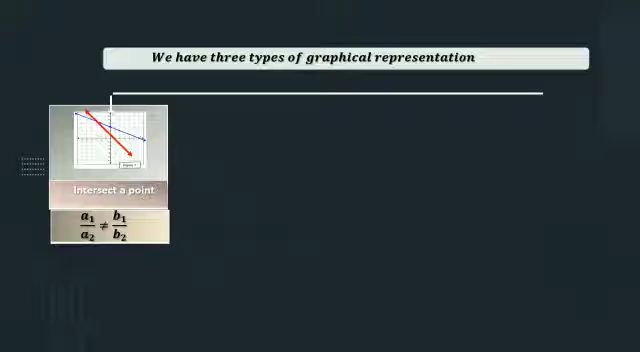 We have three types of graphical representation
Intersect a point
a₁/a₂ ≠ b₁/b₂